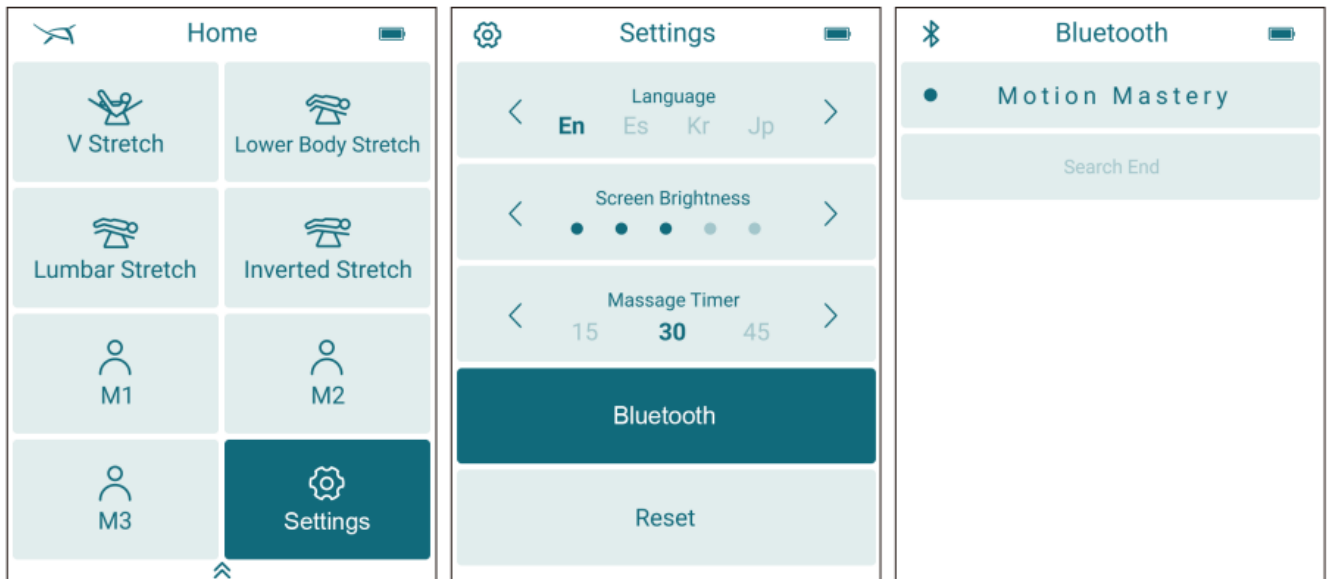 Home
V Stretch
Lower Body Stretch
Lumbar Stretch
Inverted Stretch
M1
M2
M3
Settings
Settings
Language
En Es Kr Jp
Screen Brightness
Massage Timer
15 30 45
Bluetooth
Reset
Bluetooth
Motion Mastery
Search End